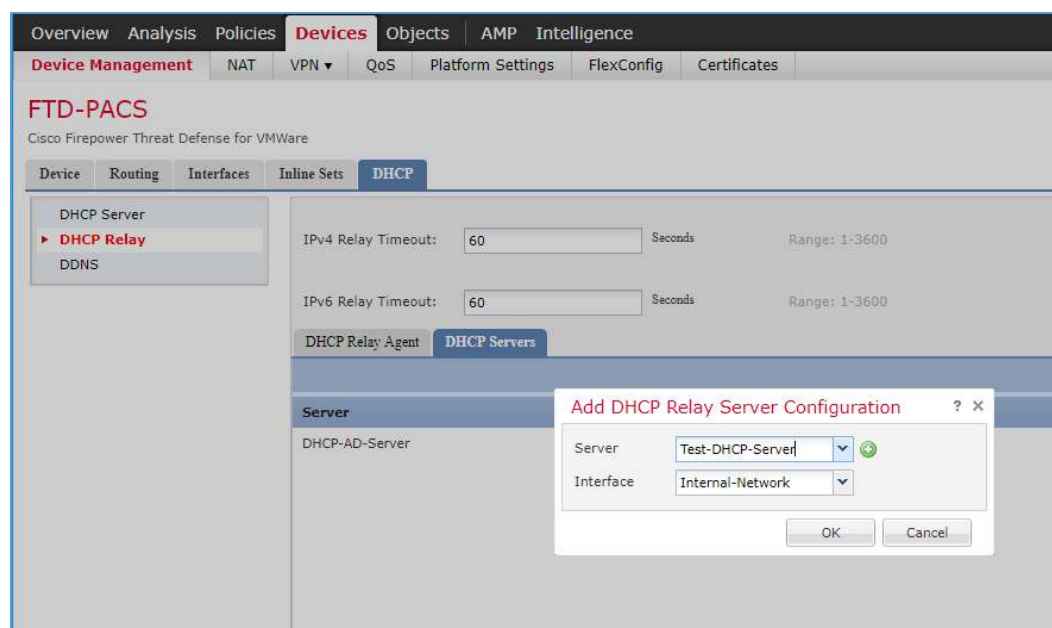 Overview Analysis Policies Devices Objects AMP Intelligence
Device Management NAT VPN QoS Platform Settings FlexConfig Certificates
FTD-PACS
Cisco Firepower Threat Defense for VMWare
Device Routing Interfaces Inline Sets DHCP
DHCP Server
DHCP Relay
DDNS
IPv4 Relay Timeout: 60 Seconds Range: 1-3600
IPv6 Relay Timeout: 60 Seconds Range: 1-3600
DHCP Relay Agent DHCP Servers
Server
DHCP-AD-Server
Add DHCP Relay Server Configuration ? ×
Server Test-DHCP-Server
Interface Internal-Network
OK Cancel